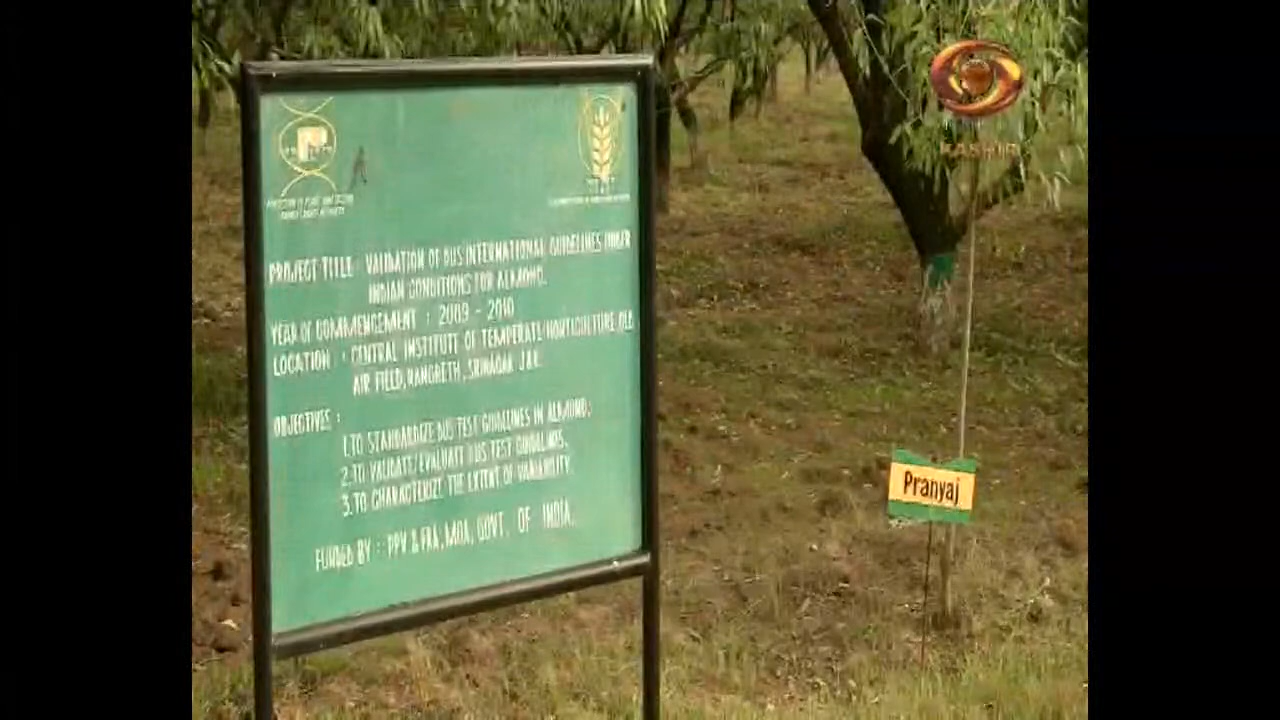 PROJECT TITLE : VALIDATION OF DUS INTERNATIONAL GUIDELINES UNDER
INDIAN CONDITIONS FOR ALMOND.
YEAR OF COMMENCEMENT : 2009 - 2010
LOCATION : CENTRAL INSTITUTE OF TEMPERATE HORTICULTURE OLD
AIR FIELD, RANGRETH, SRINAGAR J&K
OBJECTIVES :
1. TO STANDARDIZE DUS TEST GUIDELINES IN ALMOND.
2. TO VALIDATE/EVALUATE DUS TEST GUIDELINES.
3. TO CHARACTERIZE THE EXTENT OF VARIABILITY.
FUNDED BY : PPV & FRA, MOA, GOVT. OF INDIA.
KASHIR
Pranyaj